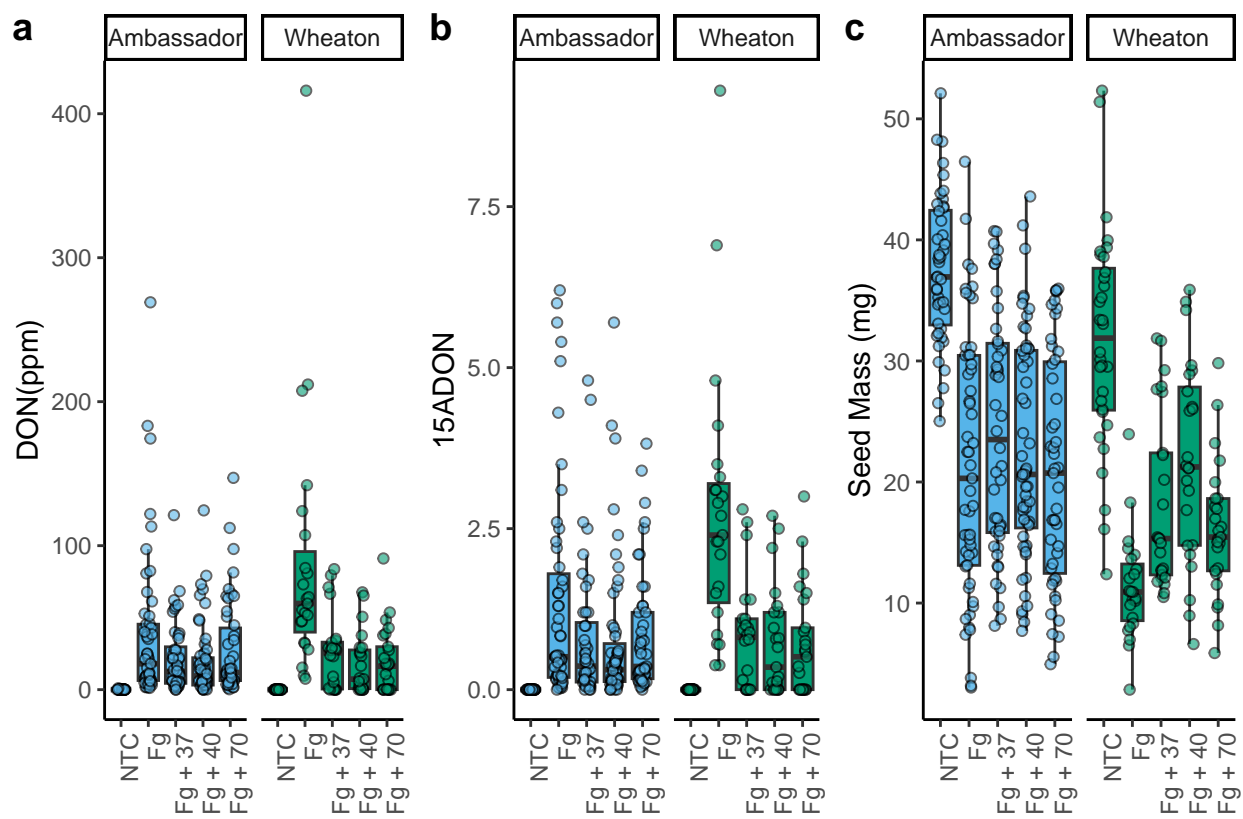 a
Ambassador
Wheaton
DON(ppm)
400
300
200
100
0
NTC
Fg
Fg + 37
Fg + 40
Fg + 70
NTC
Fg
Fg + 37
Fg + 40
Fg + 70
b
Ambassador
Wheaton
15ADON
7.5
5.0
2.5
0.0
NTC
Fg
Fg + 37
Fg + 40
Fg + 70
NTC
Fg
Fg + 37
Fg + 40
Fg + 70
c
Ambassador
Wheaton
Seed Mass (mg)
50
40
30
20
10
NTC
Fg
Fg + 37
Fg + 40
Fg + 70
NTC
Fg
Fg + 37
Fg + 40
Fg + 70